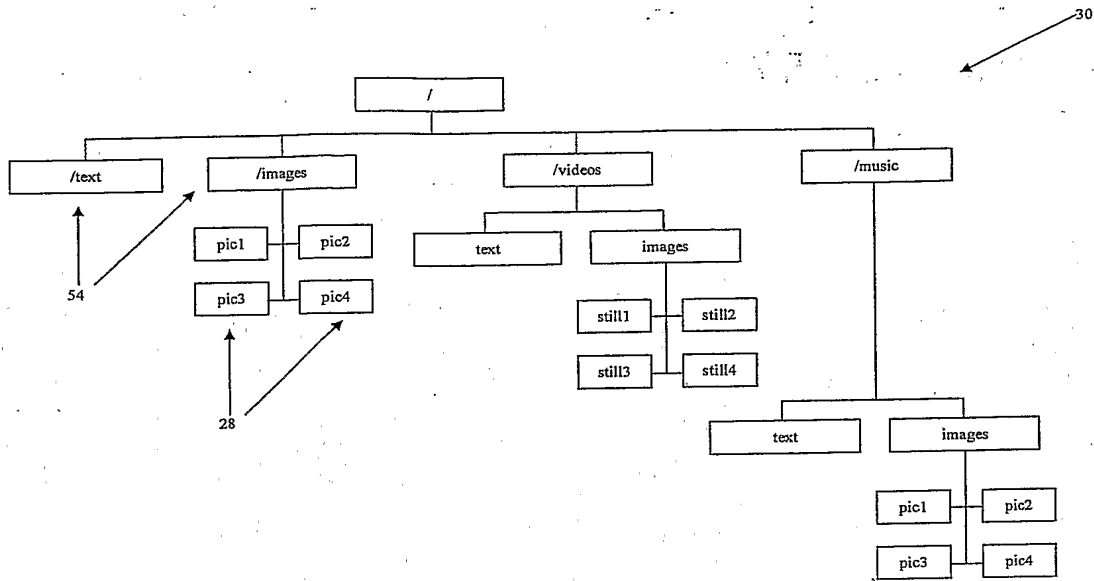 30
/
/text
/images
/videos
/music
pic1
pic2
text
images
54
pic3
pic4
still1
still2
still3
still4
28
text
images
pic1
pic2
pic3
pic4